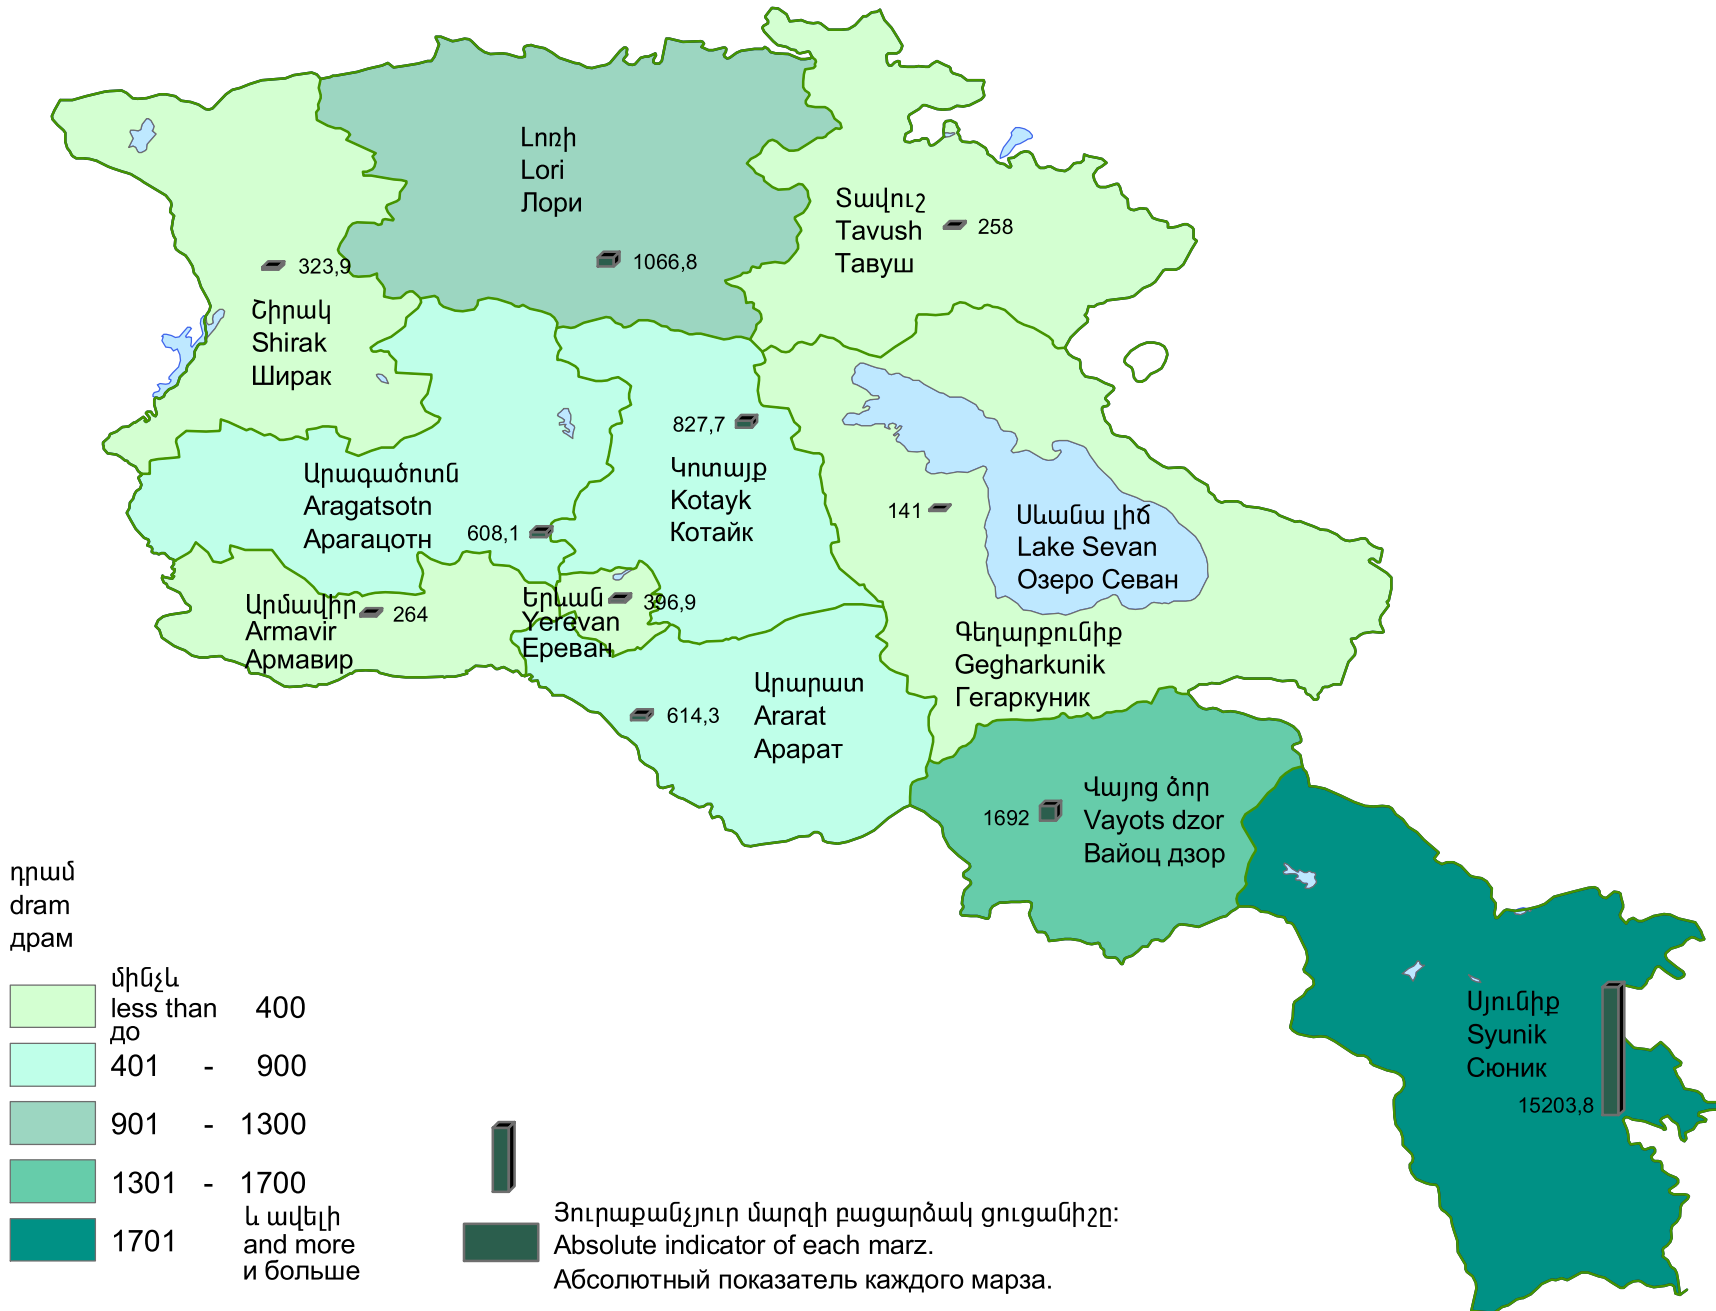 Լոռի
Lori
Лори
1066,8
Տավուշ
Tavush
Тавуш
258
323,9
Շիրակ
Shirak
Ширак
827,7
Կոտայք
Kotayk
Котайк
Արագածոտն
Aragatsotn
Арагацотн
608,1
141
Սևանա լիճ
Lake Sevan
Озеро Севан
Արմավիր
Armavir
Армавир
264
Երևան
Yerevan
Ереван
396,9
Գեղարքունիք
Gegharkunik
Гегаркуник
Արարատ
Ararat
Арарат
614,3
Վայոց ձոր
Vayots dzor
Вайоц дзор
1692
Սյունիք
Syunik
Сюник
15203,8
դրամ
dram
драм
մինչև
less than 400
до
401 - 900
901 - 1300
1301 - 1700
և ավելի
1701 and more
и больше
Յուրաքանչյուր մարզի բացարձակ ցուցանիշը:
Absolute indicator of each marz.
Абсолютный показатель каждого марза.